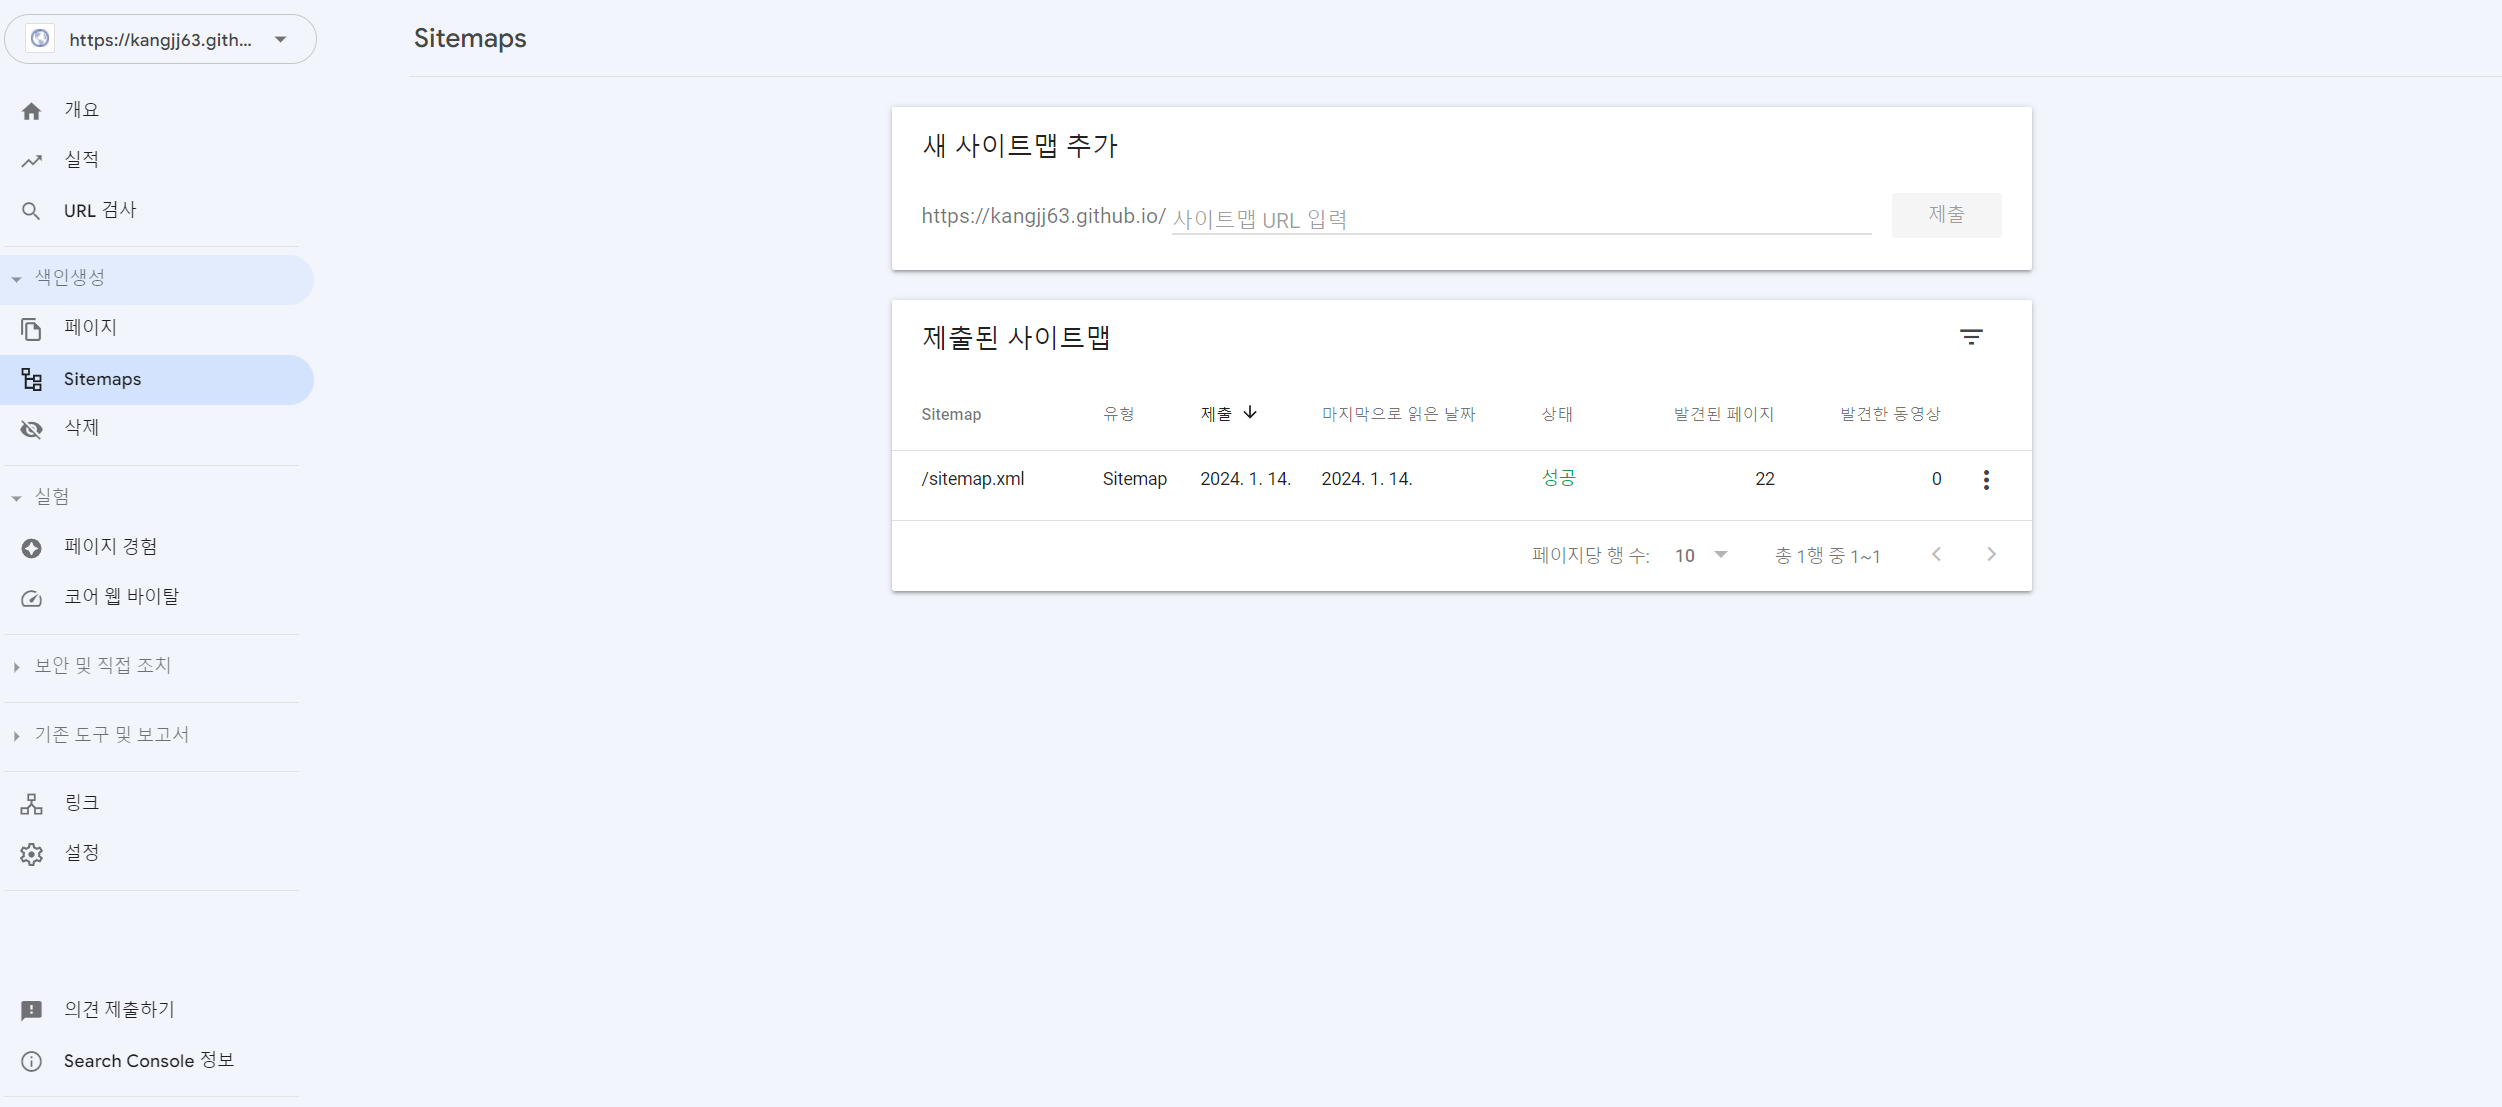 https://kangjj63.gith...
Sitemaps
개요
실적
URL 검사
색인생성
페이지
Sitemaps
삭제
실험
페이지 경험
코어 웹 바이탈
보안 및 직접 조치
기존 도구 및 보고서
링크
설정
의견 제출하기
Search Console 정보
새 사이트맵 추가
https://kangjj63.github.io/ 사이트맵 URL 입력 제출
제출된 사이트맵
Sitemap 유형 제출 마지막으로 읽은 날짜 상태 발견된 페이지 발견한 동영상
/sitemap.xml Sitemap 2024. 1. 14. 2024. 1. 14. 성공 22 0
페이지당 행 수: 10 총 1행 중 1~1